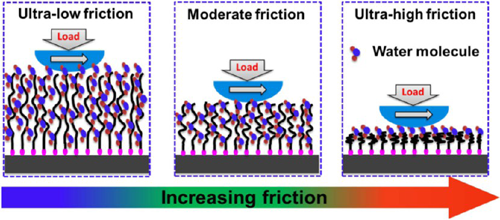 Ultra-low friction
Moderate friction
Ultra-high friction
Load
Water molecule
Load
Load
Increasing friction